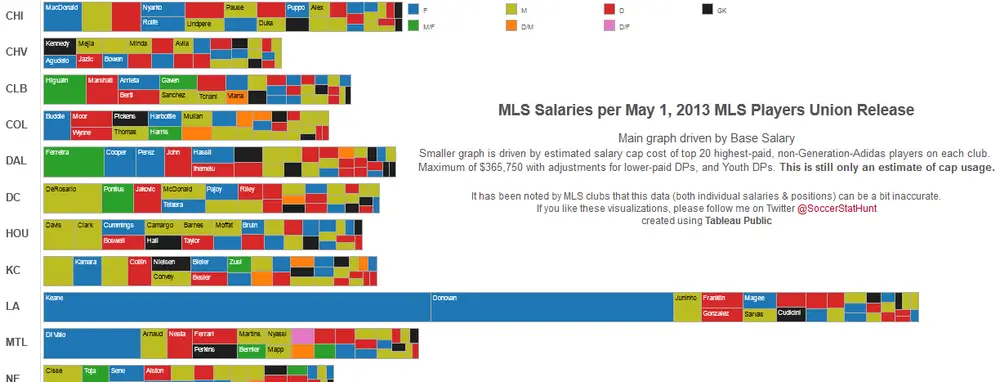 CHI
MacDonald Nyarko Pause Puppo Alex
Rolfe Lindpere Duka
F M D GK
M/F D/M D/F
CHV
Kennedy Mejia Minda Avila
Agudelo Jazic Bowen
CLB
Higuain Marshall Arrieta Gaven
Berti Sanchez Tchani Viana
MLS Salaries per May 1, 2013 MLS Players Union Release
COL
Buddle Moor Pickens Harbottle Mullan
Wynne Thomas Harris
Main graph driven by Base Salary
Smaller graph is driven by estimated salary cap cost of top 20 highest-paid, non-Generation-Adidas players on each club.
Maximum of $365,750 with adjustments for lower-paid DPs, and Youth DPs. This is still only an estimate of cap usage.
DAL
Ferreira Cooper Perez John Hassli
Ihemelu
DC
DeRosario Pontius Jakovic McDonald Pajoy Riley
Teixeira
It has been noted by MLS clubs that this data (both individual salaries & positions) can be a bit inaccurate.
If you like these visualizations, please follow me on Twitter @SoccerStatHunt
created using Tableau Public
HOU
Davis Clark Cummings Camargo Barnes Moffat Bruin
Boswell Hall Taylor
KC
Kamara Collin Nielsen Bieler Zusi
Convey Besler
LA
Keane Donovan Juninho Franklin Magee
Gonzalez Sarvas Cudicini
MTL
Di Vaio Arnaud Nesta Ferrari Martins Nyassi
Perkins Bernier Mapp
NE
Cisse Toja Sene Alston